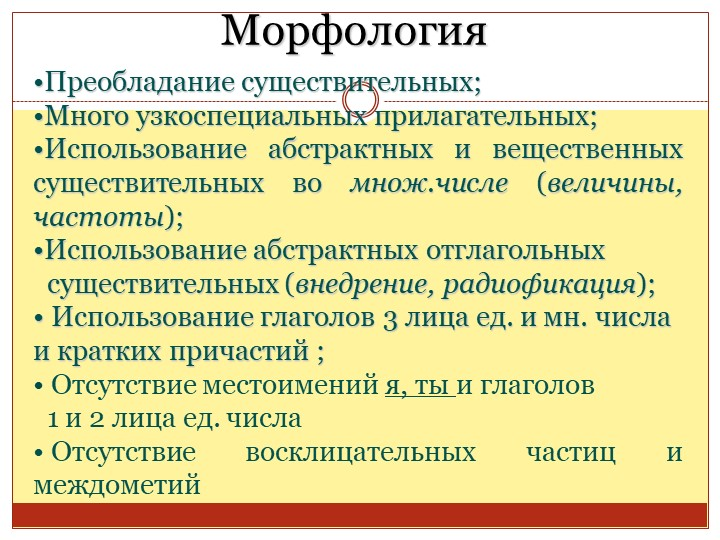 Морфология
•Преобладание существительных;
•Много узкоспециальных прилагательных;
•Использование абстрактных и вещественных
существительных во множ.числе (величины,
частоты);
•Использование абстрактных отглагольных
существительных (внедрение, радиофикация);
• Использование глаголов 3 лица ед. и мн. числа
и кратких причастий ;
• Отсутствие местоимений я, ты и глаголов
1 и 2 лица ед. числа
• Отсутствие восклицательных частиц и
междометий